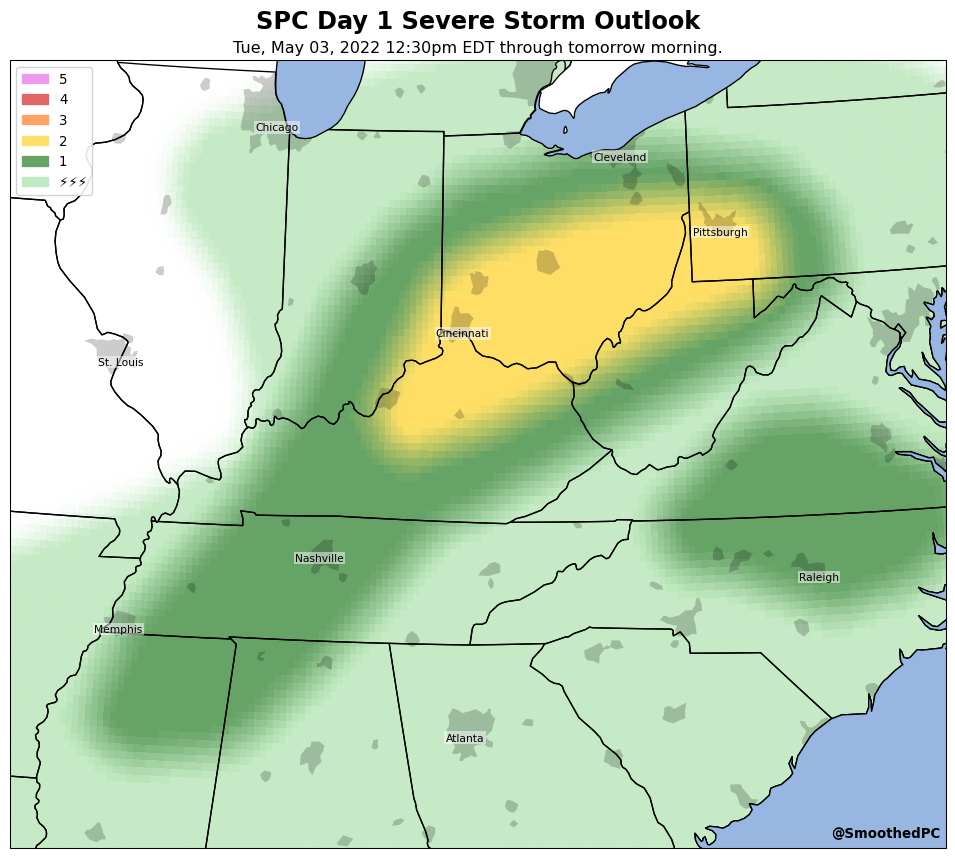 SPC Day 1 Severe Storm Outlook
Tue, May 03, 2022 12:30pm EDT through tomorrow morning.
5
4
3
2
1
⚡⚡⚡
Chicago
Cleveland
Pittsburgh
Cincinnati
St. Louis
Nashville
Raleigh
Memphis
Atlanta
@SmoothedPC